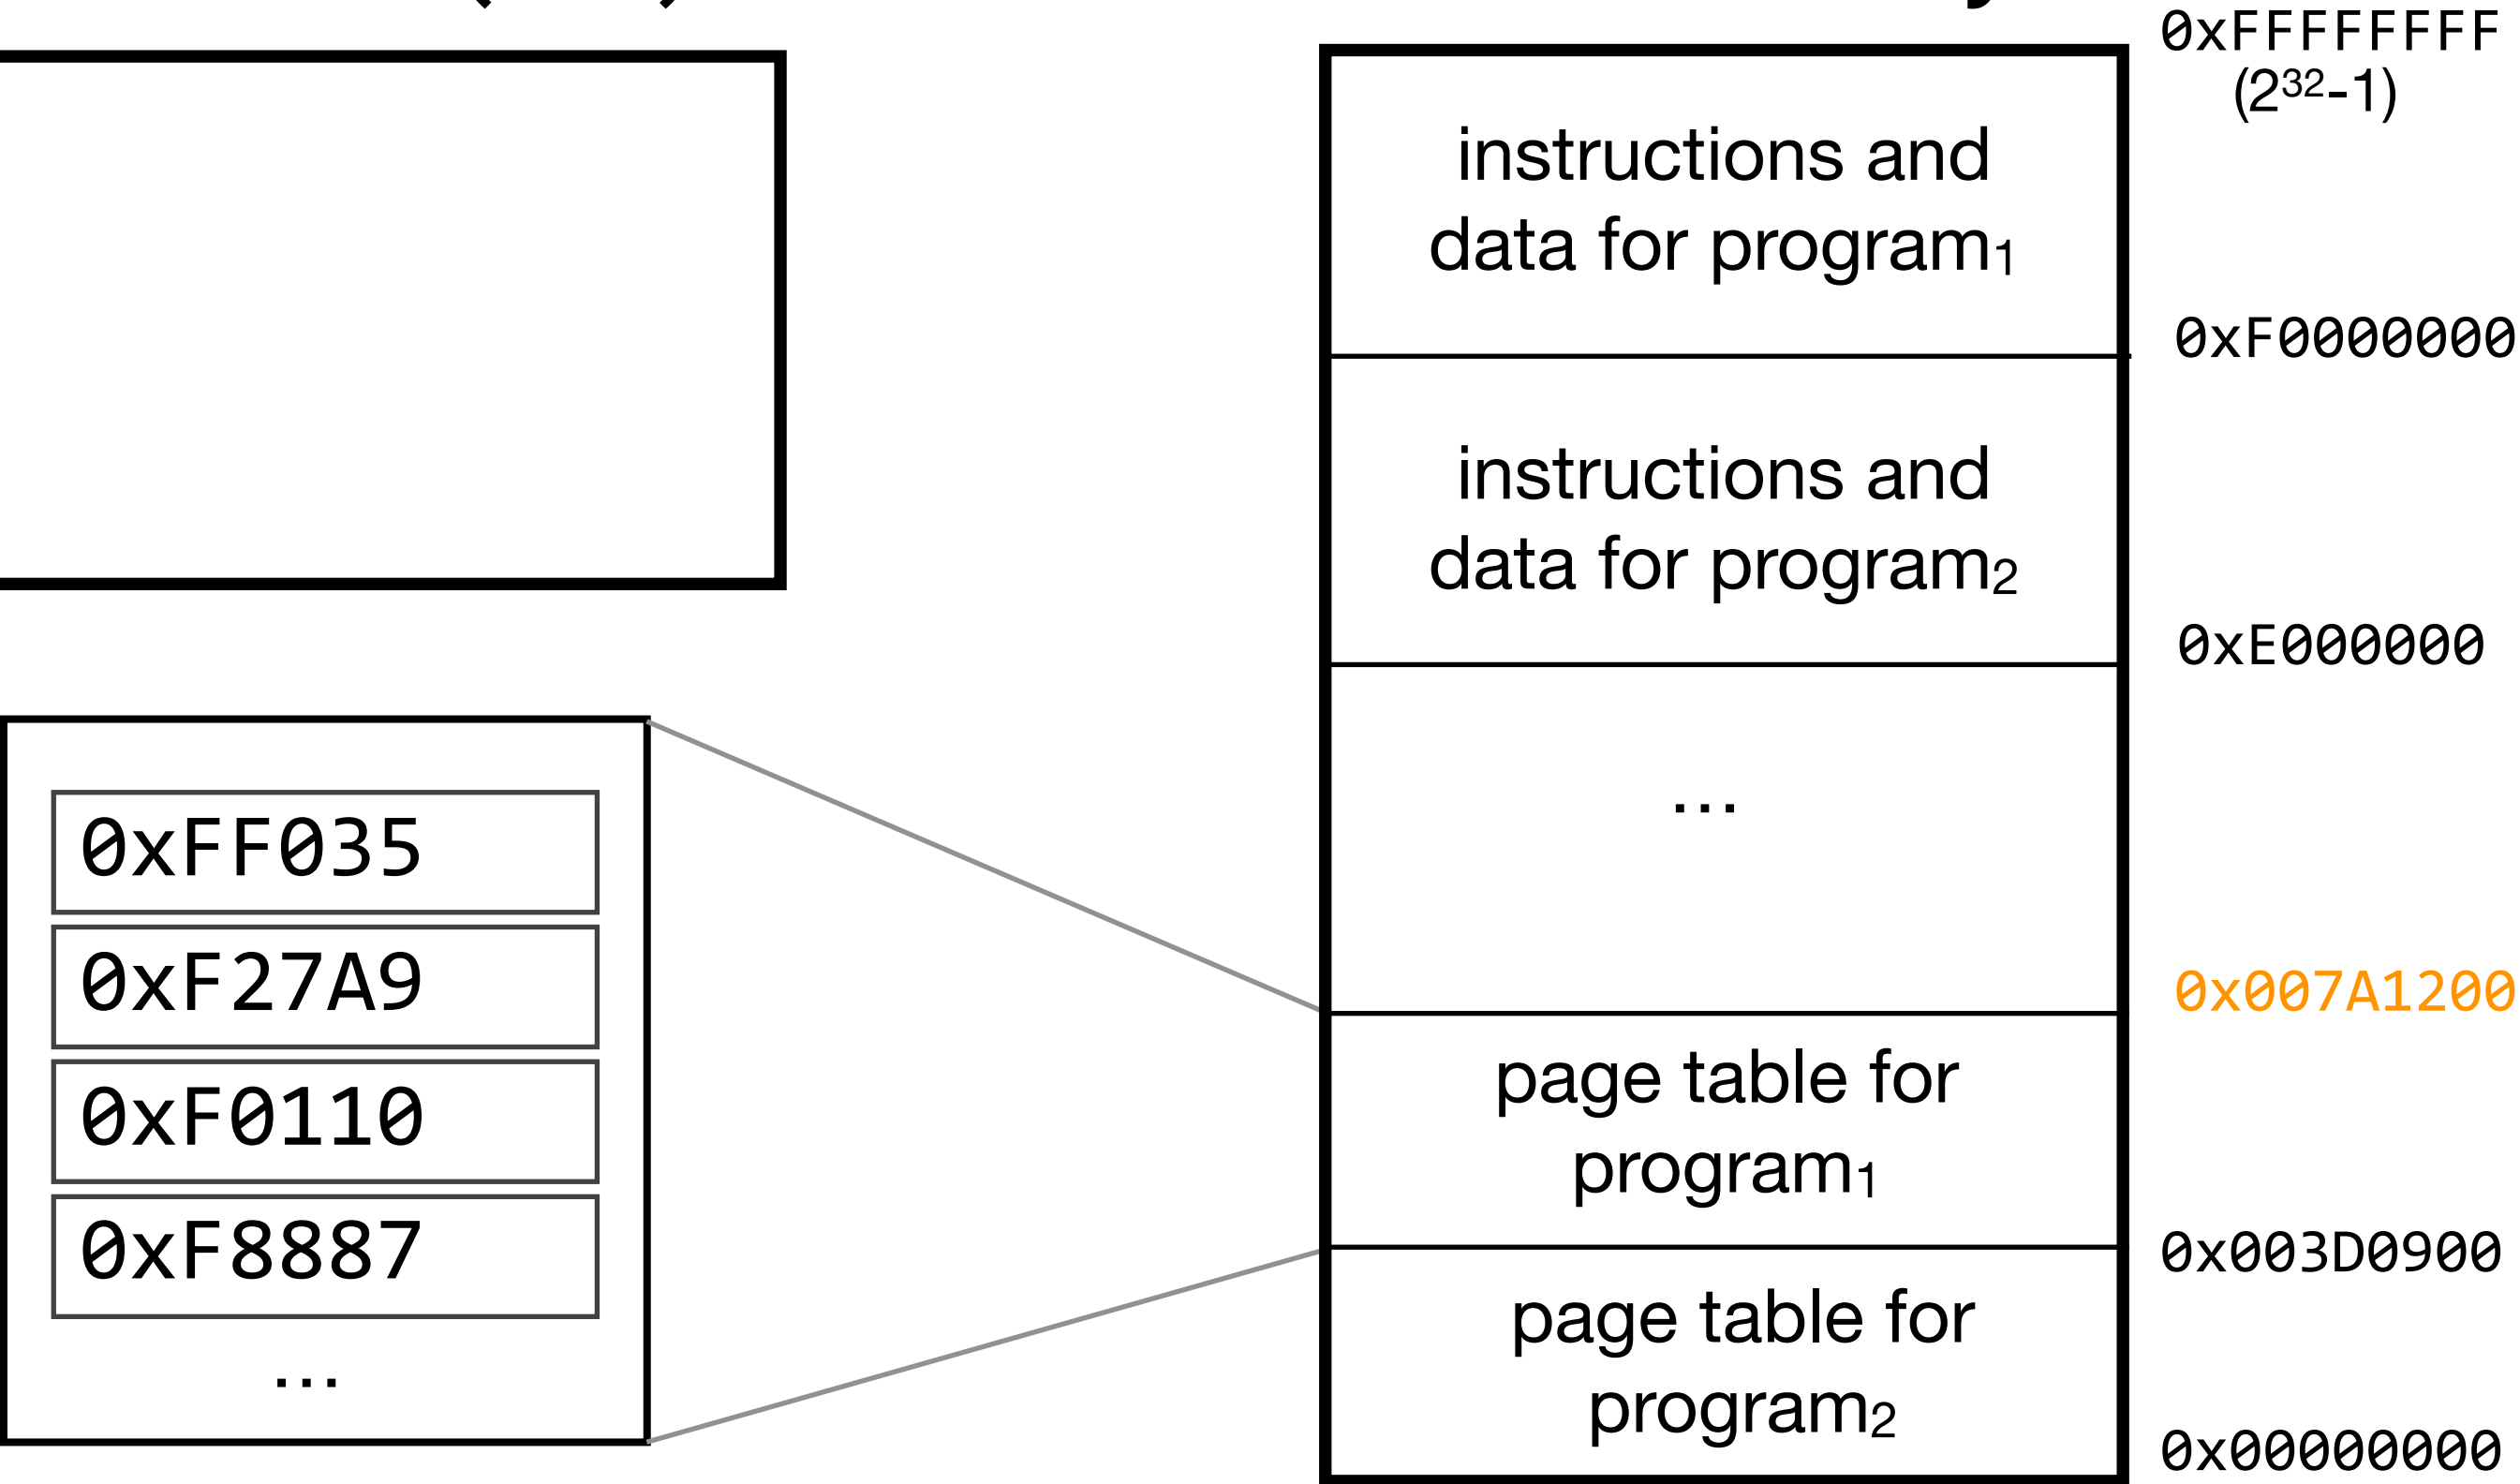 0xFFFFFFFF
(2³²-1)
instructions and
data for program₁
0xF0000000
instructions and
data for program₂
0xE000000
...
0xFF035
0xF27A9
0xF0110
0xF8887
...
0x007A1200
page table for
program₁
0x003D0900
page table for
program₂
0x00000000